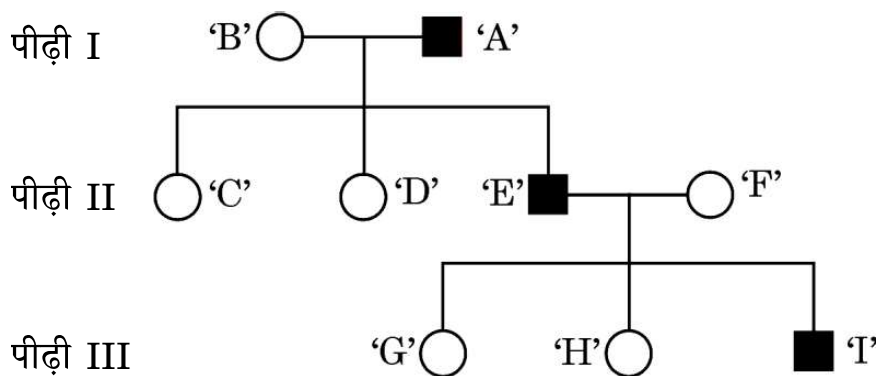 पीढ़ी I 'B' 'A'
पीढ़ी II 'C' 'D' 'E' 'F'
पीढ़ी III 'G' 'H' 'I'